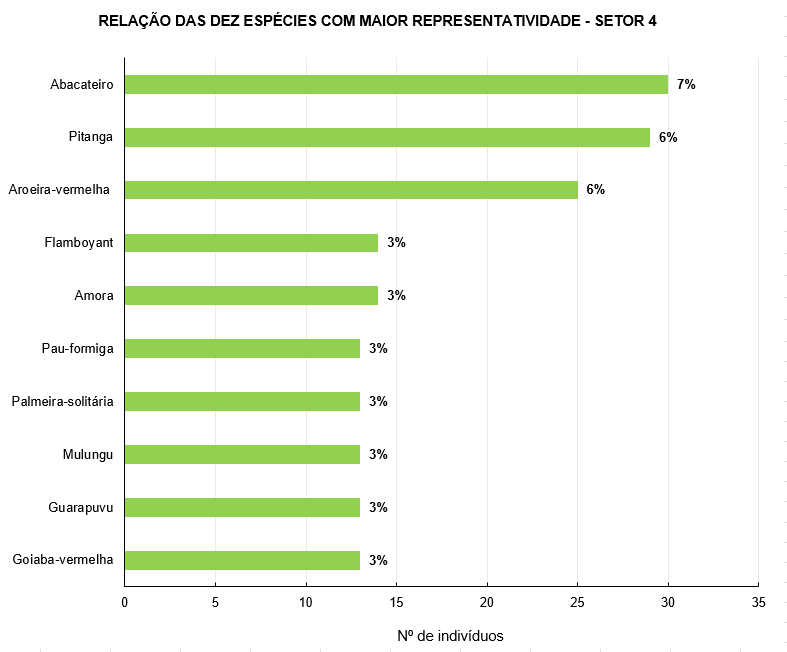 RELAÇÃO DAS DEZ ESPÉCIES COM MAIOR REPRESENTATIVIDADE - SETOR 4
Abacateiro 7%
Pitanga 6%
Aroeira-vermelha 6%
Flamboyant 3%
Amora 3%
Pau-formiga 3%
Palmeira-solitária 3%
Mulungu 3%
Guarapuvu 3%
Goiaba-vermelha 3%
0 5 10 15 20 25 30 35
Nº de indivíduos